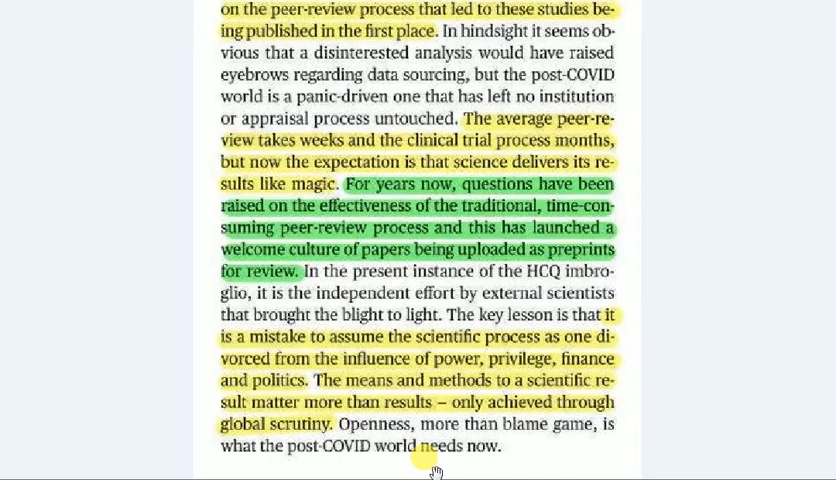 on the peer-review process that led to these studies be-
ing published in the first place. In hindsight it seems ob-
vious that a disinterested analysis would have raised
eyebrows regarding data sourcing, but the post-COVID
world is a panic-driven one that has left no institution
or appraisal process untouched. The average peer-re-
view takes weeks and the clinical trial process months,
but now the expectation is that science delivers its re-
sults like magic. For years now, questions have been
raised on the effectiveness of the traditional, time-con-
suming peer-review process and this has launched a
welcome culture of papers being uploaded as preprints
for review. In the present instance of the HCQ imbro-
glio, it is the independent effort by external scientists
that brought the blight to light. The key lesson is that it
is a mistake to assume the scientific process as one di-
vorced from the influence of power, privilege, finance
and politics. The means and methods to a scientific re-
sult matter more than results – only achieved through
global scrutiny. Openness, more than blame game, is
what the post-COVID world needs now.